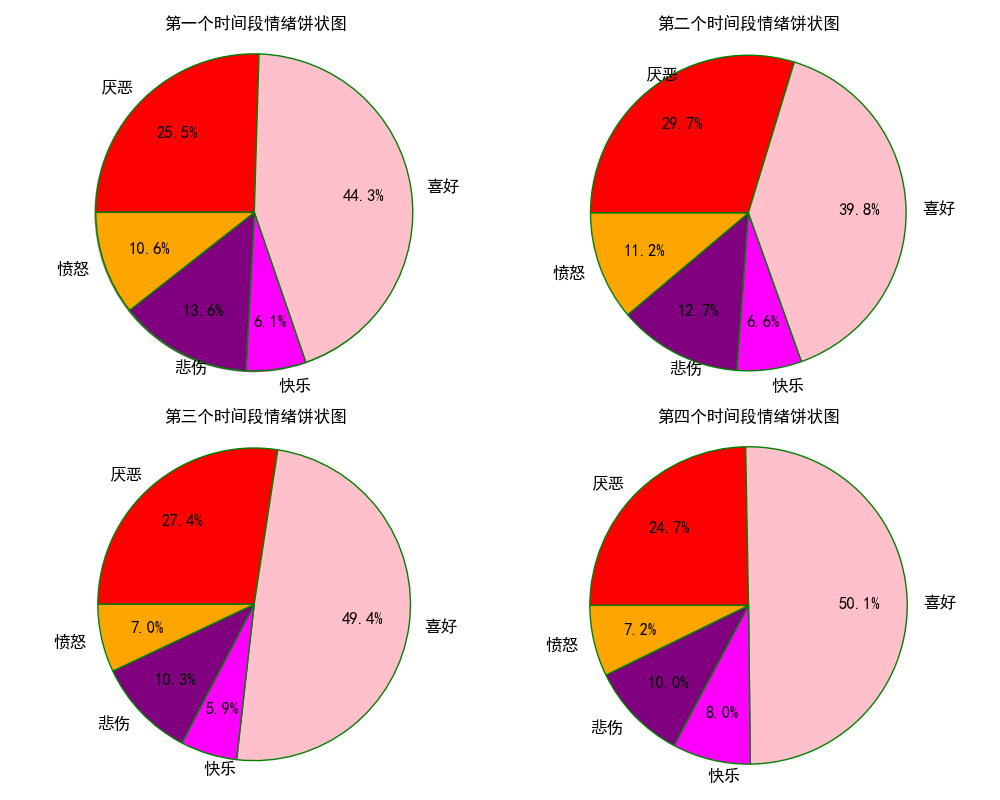 第一个时间段情绪饼状图
厌恶
25.5%
44.3%
喜好
10.6%
愤怒
13.6%
6.1%
悲伤
快乐
第二个时间段情绪饼状图
厌恶
29.7%
39.8%
喜好
11.2%
愤怒
12.7%
6.6%
悲伤
快乐
第三个时间段情绪饼状图
厌恶
27.4%
49.4%
喜好
7.0%
愤怒
10.3%
5.9%
悲伤
快乐
第四个时间段情绪饼状图
厌恶
24.7%
50.1%
喜好
7.2%
愤怒
10.0%
8.0%
悲伤
快乐